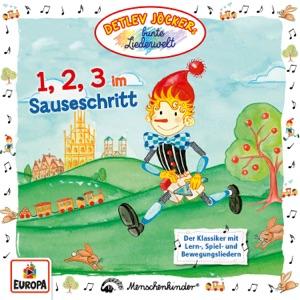 DETLEV JÖCKERs
bunte
Liederwelt
1, 2, 3 im
Sauseschritt
Der Klassiker mit
Lern-, Spiel- und
Bewegungsliedern
EUROPA
Menschenkinder